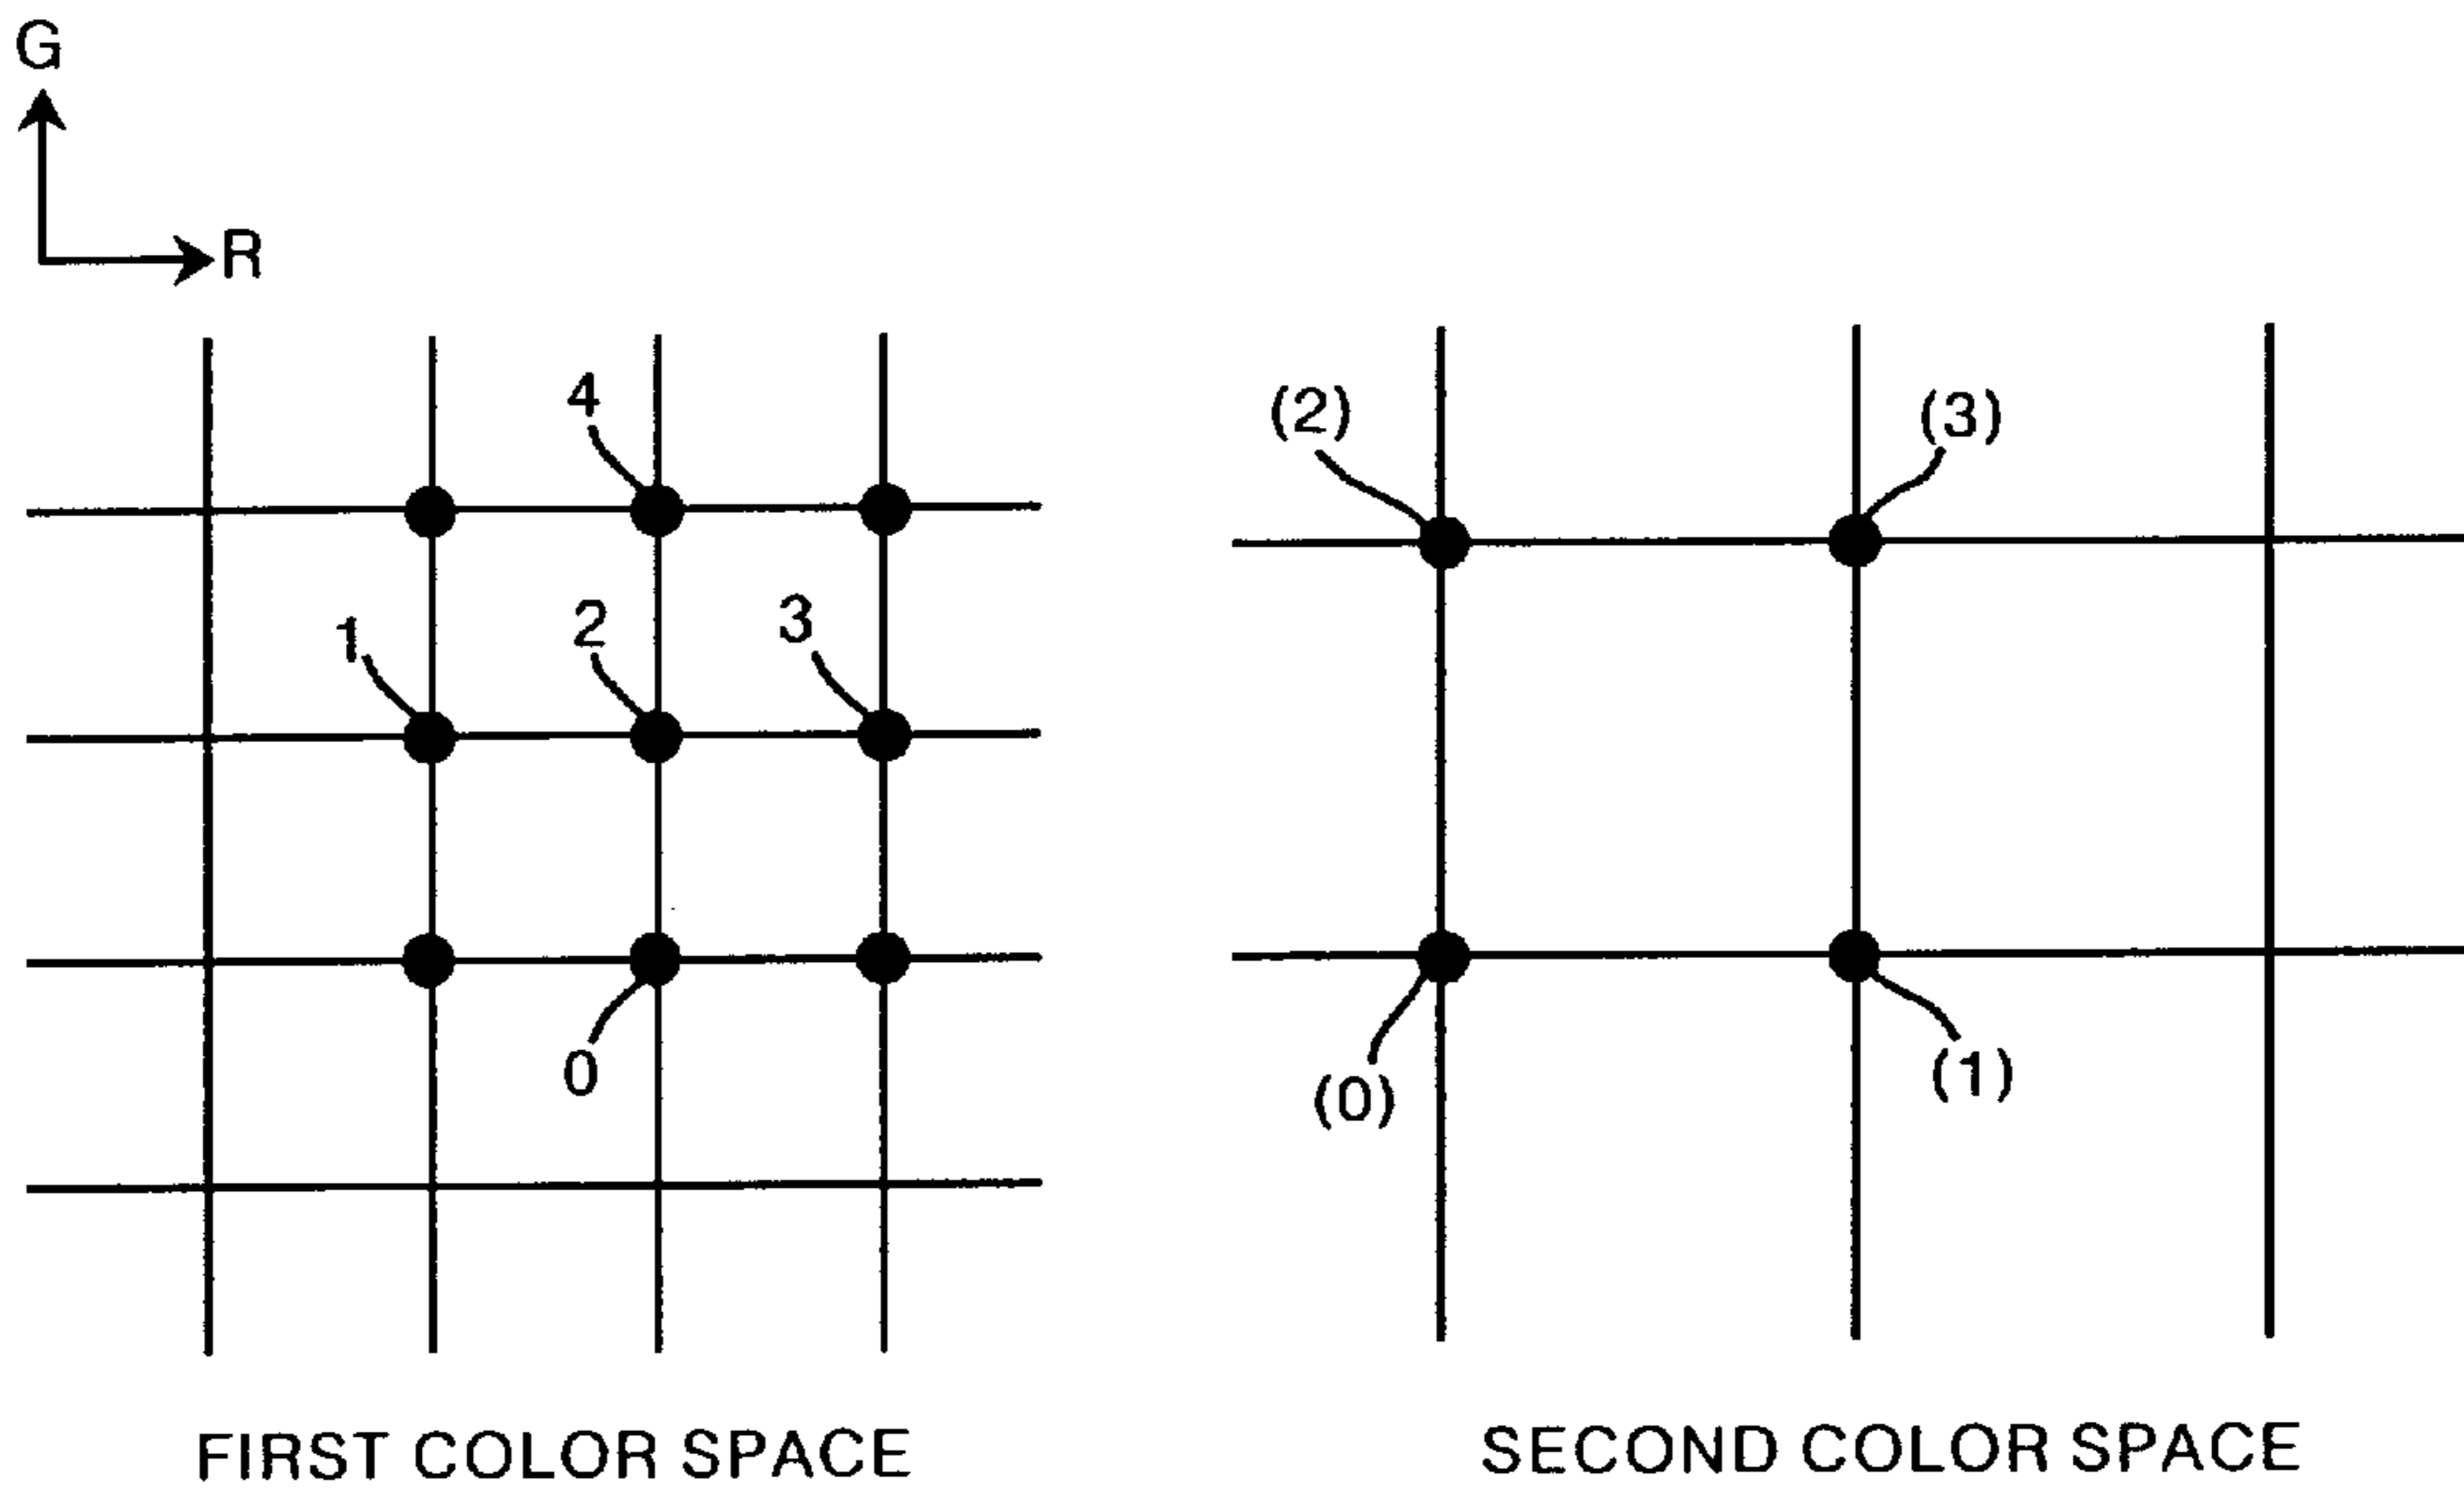 G
R
4
(2)
(3)
1
2
3
0
(0)
(1)
FIRST COLOR SPACE
SECOND COLOR SPACE